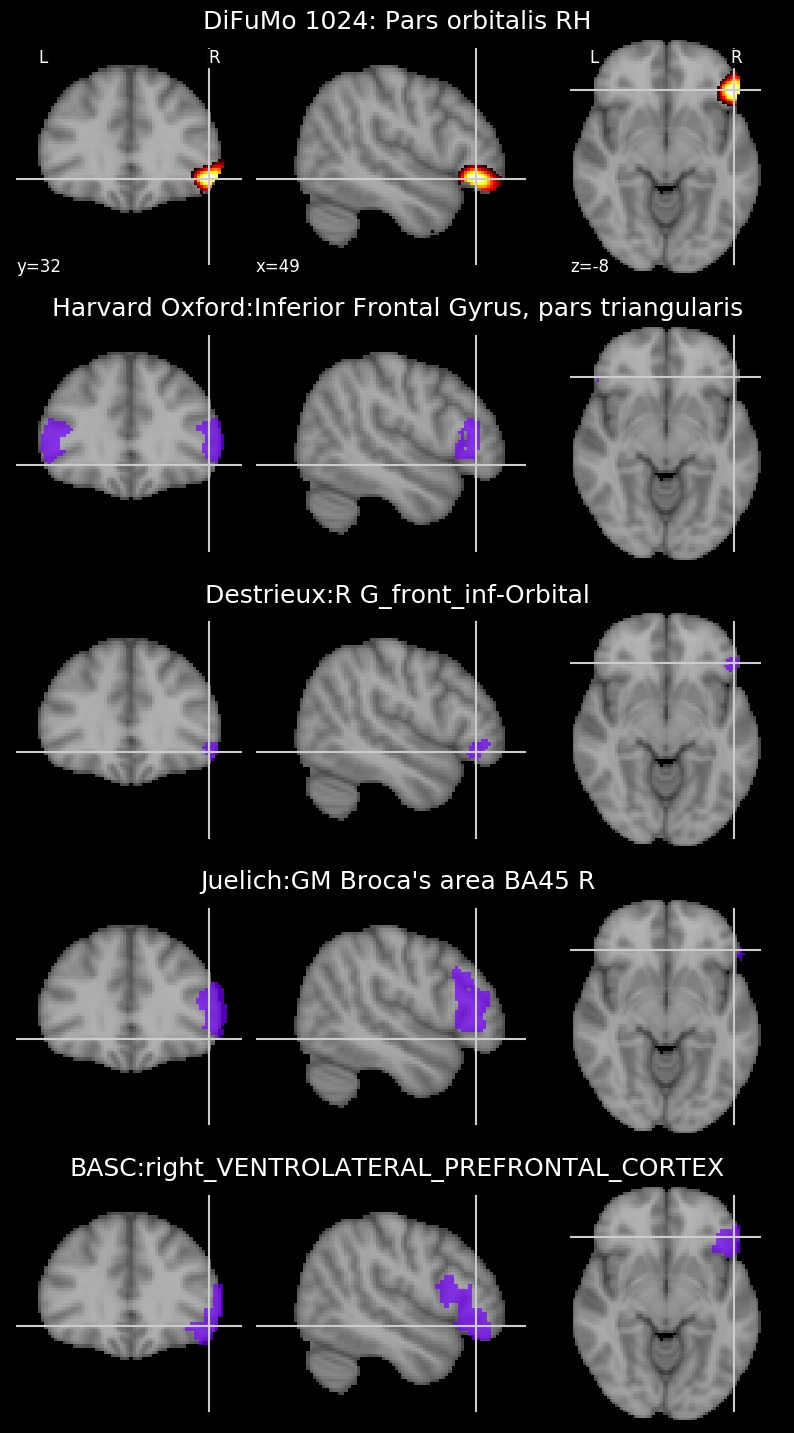 DiFuMo 1024: Pars orbitalis RH
L R L R
y=32 x=49 z=-8
Harvard Oxford:Inferior Frontal Gyrus, pars triangularis
Destrieux:R G_front_inf-Orbital
Juelich:GM Broca's area BA45 R
BASC:right_VENTROLATERAL_PREFRONTAL_CORTEX